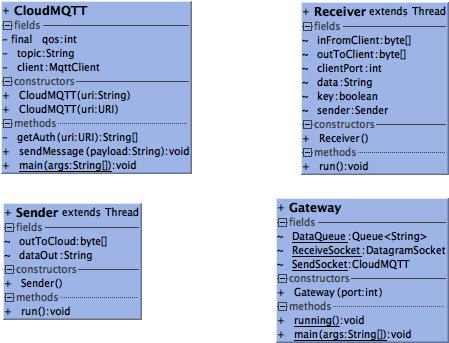 + CloudMQTT
fields
- final qos:int
- topic:String
- client:MqttClient
constructors
+ CloudMQTT(uri:String)
+ CloudMQTT(uri:URI)
methods
- getAuth(uri:URI):String[]
+ sendMessage(payload:String):void
+ main(args:String[]):void
+ Receiver extends Thread
fields
~ inFromClient:byte[]
~ outToClient:byte[]
~ clientPort:int
~ data:String
~ key:boolean
~ sender:Sender
constructors
+ Receiver()
methods
+ run():void
+ Sender extends Thread
fields
~ outToCloud:byte[]
~ dataOut:String
constructors
+ Sender()
methods
+ run():void
+ Gateway
fields
~ DataQueue:Queue<String>
~ ReceiveSocket:DatagramSocket
~ SendSocket:CloudMQTT
constructors
+ Gateway(port:int)
methods
+ running():void
+ main(args:String[]):void